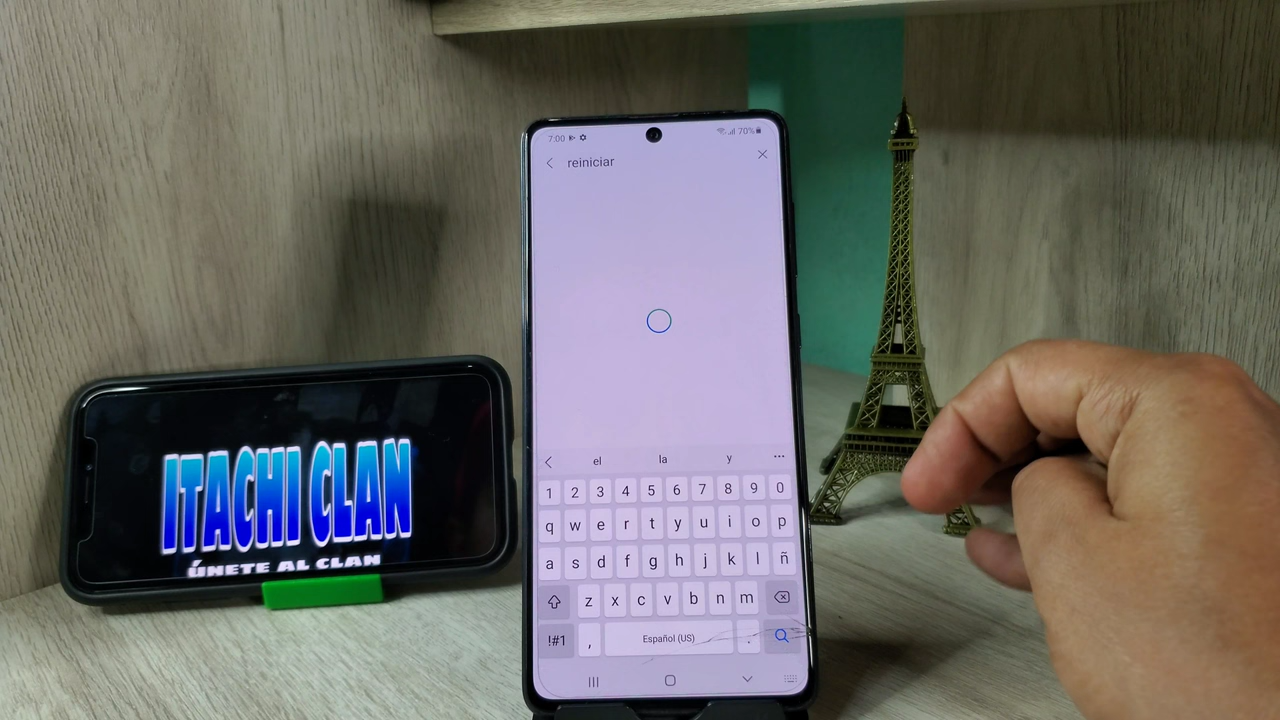 7:00 70%
reiniciar
el la y
1 2 3 4 5 6 7 8 9 0
q w e r t y u i o p
a s d f g h j k l ñ
z x c v b n m
!#1 , Español (US) .
ITACHI CLAN
ÚNETE AL CLAN